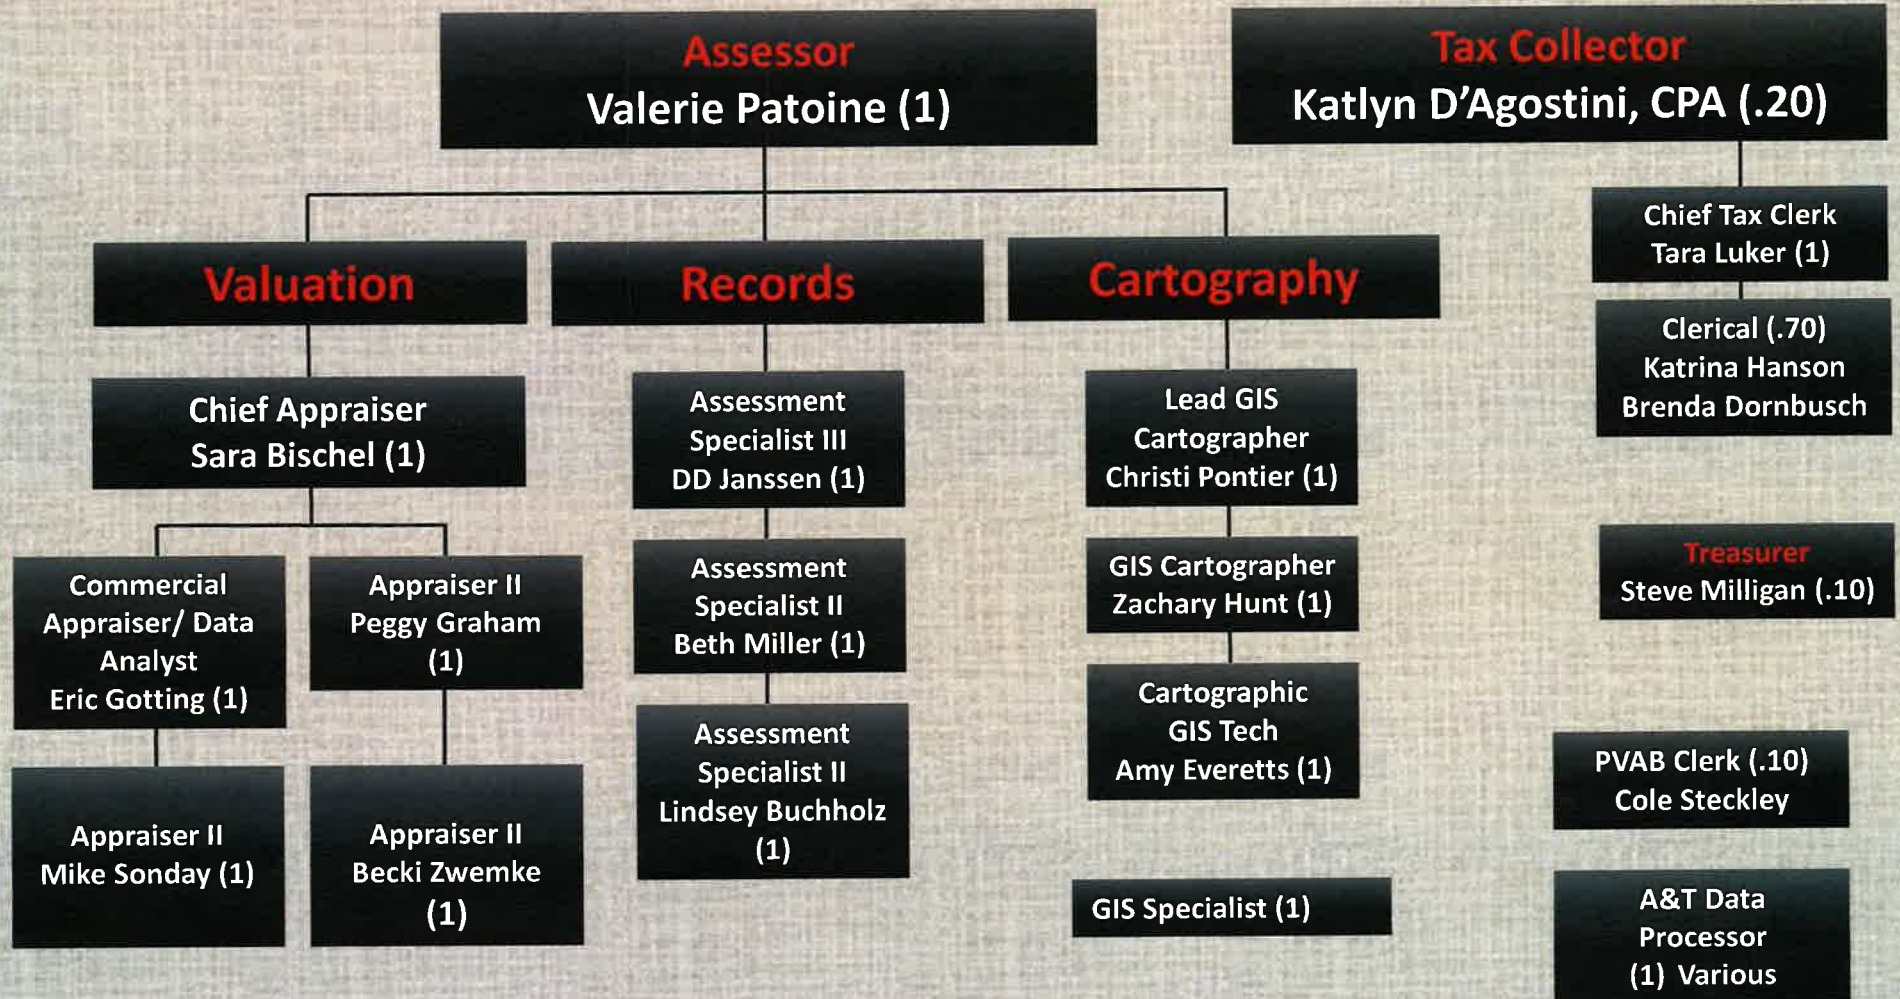 Assessor
Valerie Patoine (1)
Tax Collector
Katlyn D’Agostini, CPA (.20)
Valuation
Records
Cartography
Chief Appraiser
Sara Bischel (1)
Commercial
Appraiser/ Data
Analyst
Eric Gotting (1)
Appraiser II
Mike Sonday (1)
Appraiser II
Peggy Graham
(1)
Appraiser II
Becki Zwemke
(1)
Assessment
Specialist III
DD Janssen (1)
Assessment
Specialist II
Beth Miller (1)
Assessment
Specialist II
Lindsey Buchholz
(1)
Lead GIS
Cartographer
Christi Pontier (1)
GIS Cartographer
Zachary Hunt (1)
Cartographic
GIS Tech
Amy Everetts (1)
GIS Specialist (1)
Chief Tax Clerk
Tara Luker (1)
Clerical (.70)
Katrina Hanson
Brenda Dornbusch
Treasurer
Steve Milligan (.10)
PVAB Clerk (.10)
Cole Steckley
A&T Data
Processor
(1) Various